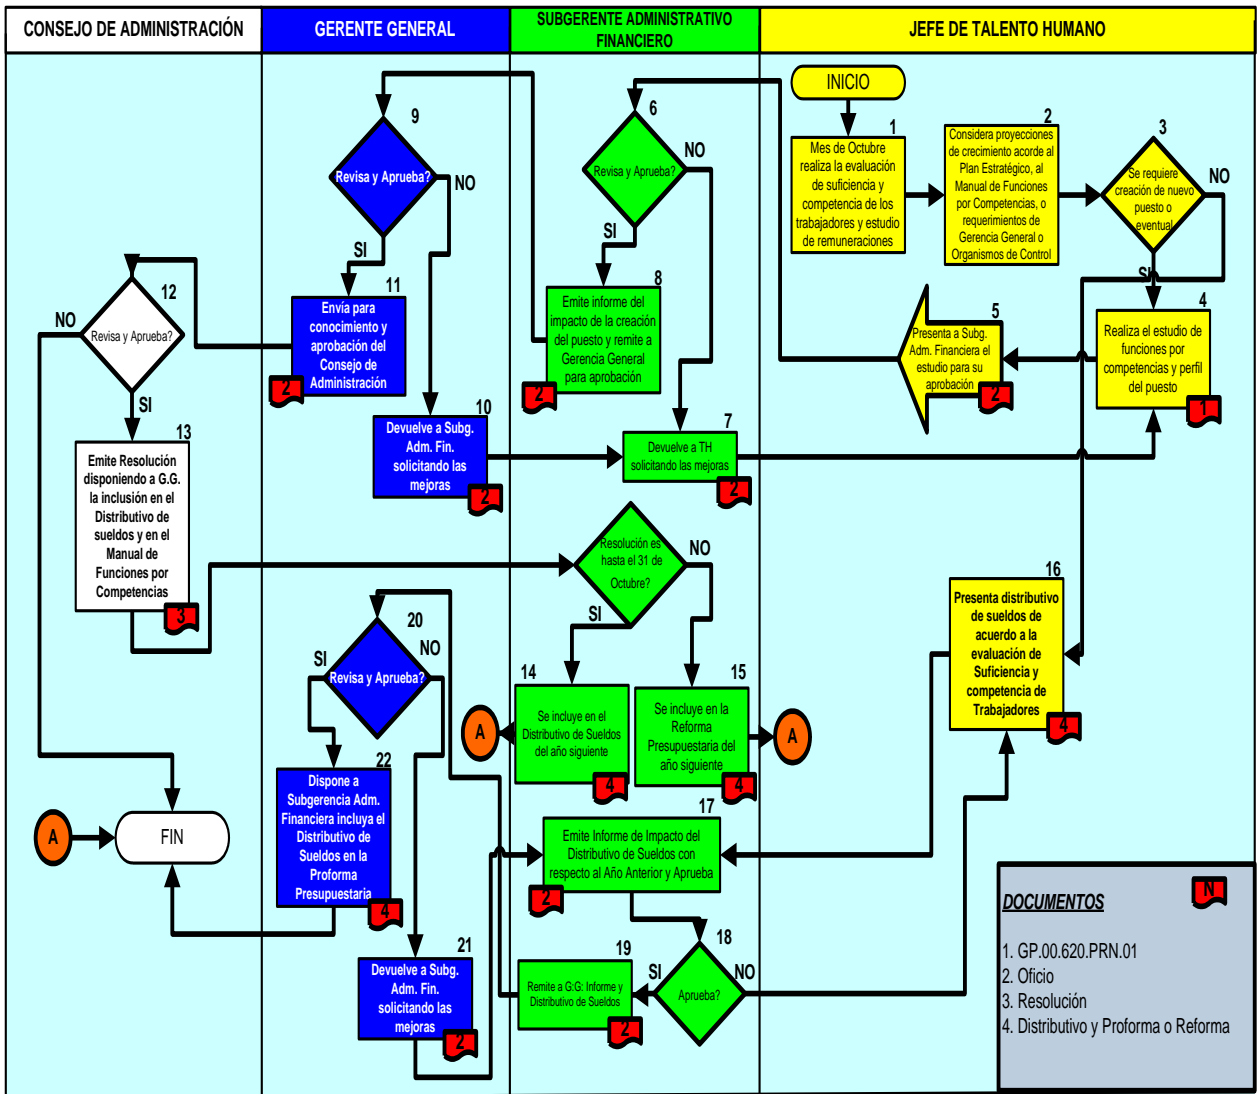 CONSEJO DE ADMINISTRACIÓN
GERENTE GENERAL
SUBGERENTE ADMINISTRATIVO
FINANCIERO
JEFE DE TALENTO HUMANO
INICIO
1
Mes de Octubre
realiza la evaluación
de suficiencia y
competencia de los
trabajadores y estudio
de remuneraciones
2
Considera proyecciones
de crecimiento acorde al
Plan Estratégico, al
Manual de Funciones
por Competencias, o
requerimientos de
Gerencia General o
Organismos de Control
3
Se requiere
creación de nuevo
puesto o
eventual
NO
SI
4
Realiza el estudio de
funciones por
competencias y perfil
del puesto
1
5
Presenta a Subg.
Adm. Financiera el
estudio para su
aprobación
2
6
Revisa y Aprueba?
NO
SI
7
Devuelve a TH
solicitando las mejoras
2
8
Emite informe del
impacto de la creación
del puesto y remite a
Gerencia General
para aprobación
2
9
Revisa y Aprueba?
NO
SI
10
Devuelve a Subg.
Adm. Fin.
solicitando las
mejoras
2
11
Envía para
conocimiento y
aprobación del
Consejo de
Administración
2
12
Revisa y Aprueba?
NO
SI
13
Emite Resolución
disponiendo a G.G.
la inclusión en el
Distributivo de
sueldos y en el
Manual de
Funciones por
Competencias
3
Resolución es
hasta el 31 de
Octubre?
NO
SI
14
Se incluye en el
Distributivo de Sueldos
del año siguiente
4
A
15
Se incluye en la
Reforma
Presupuestaria del
año siguiente
4
A
16
Presenta distributivo
de sueldos de
acuerdo a la
evaluación de
Suficiencia y
competencia de
Trabajadores
4
17
Emite Informe de Impacto del
Distributivo de Sueldos con
respecto al Año Anterior y Aprueba
2
18
Aprueba?
SI
NO
19
Remite a G:G: Informe y
Distributivo de Sueldos
2
20
Revisa y Aprueba?
SI
NO
21
Devuelve a Subg.
Adm. Fin.
solicitando las
mejoras
2
22
Dispone a
Subgerencia Adm.
Financiera incluya el
Distributivo de
Sueldos en la
Proforma
Presupuestaria
4
A
FIN
DOCUMENTOS
N
1. GP.00.620.PRN.01
2. Oficio
3. Resolución
4. Distributivo y Proforma o Reforma